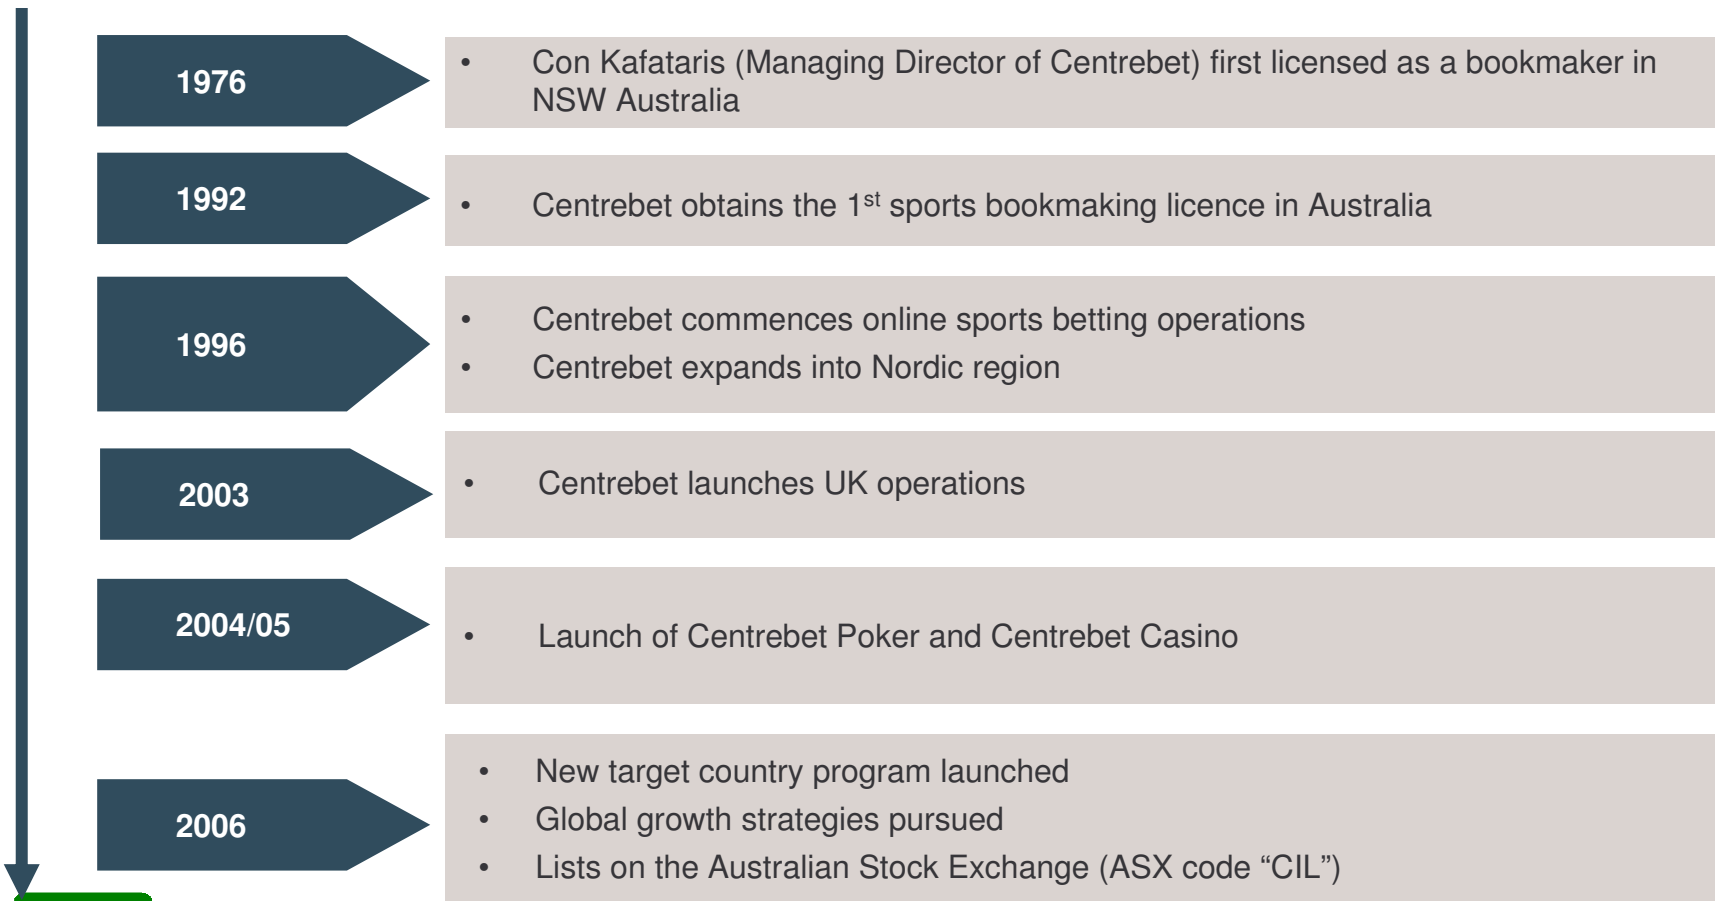 1976
• Con Kafataris (Managing Director of Centrebet) first licensed as a bookmaker in
NSW Australia
1992
• Centrebet obtains the 1st sports bookmaking licence in Australia
1996
• Centrebet commences online sports betting operations
• Centrebet expands into Nordic region
2003
• Centrebet launches UK operations
2004/05
• Launch of Centrebet Poker and Centrebet Casino
2006
• New target country program launched
• Global growth strategies pursued
• Lists on the Australian Stock Exchange (ASX code “CIL”)